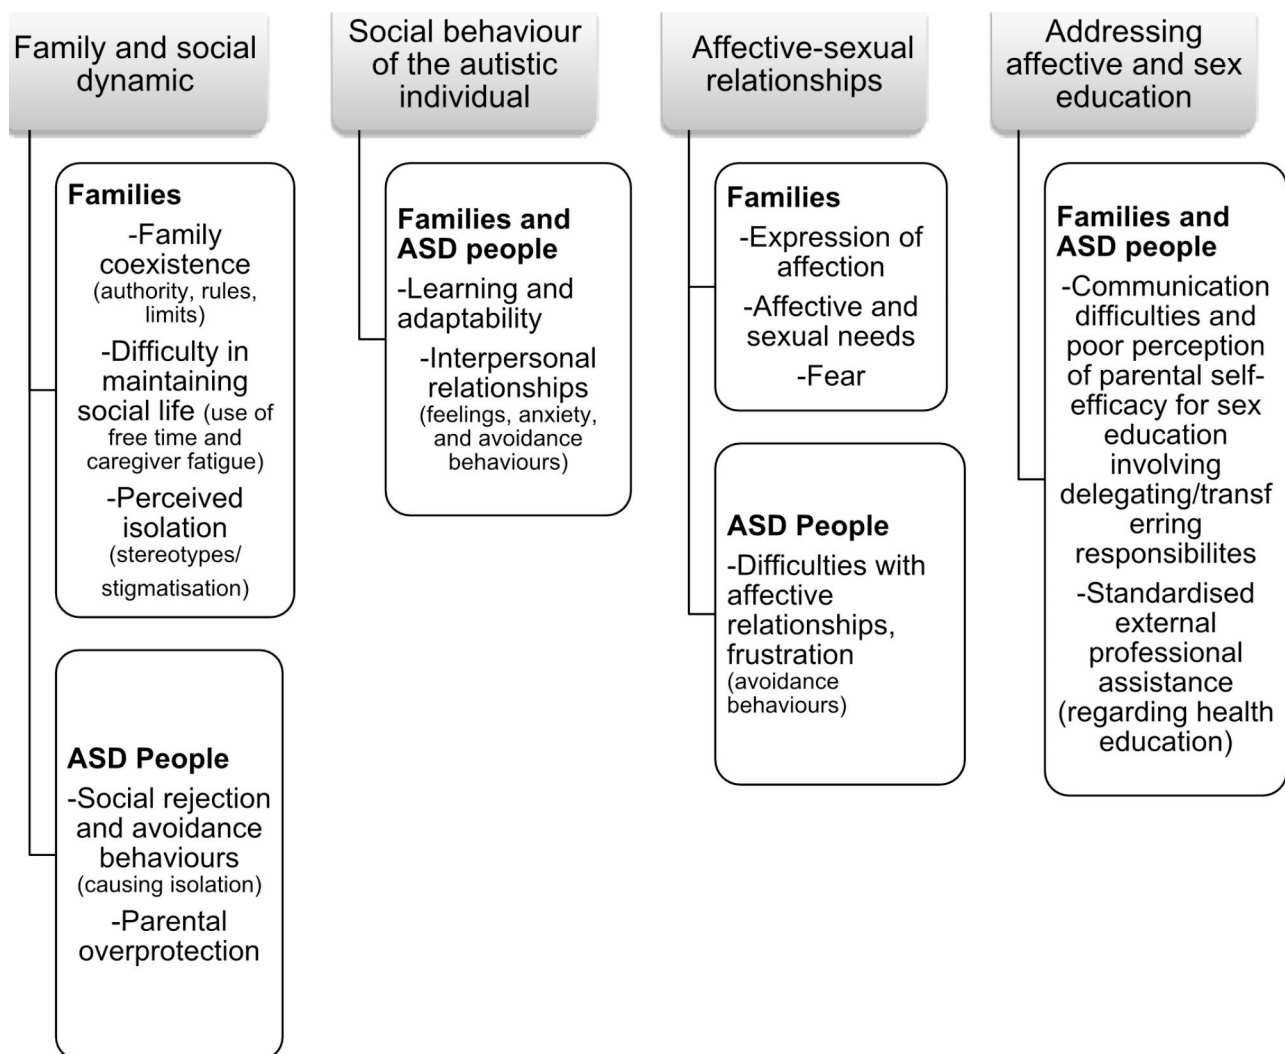 Family and social
dynamic
Families
-Family
coexistence
(authority, rules,
limits)
-Difficulty in
maintaining
social life (use of
free time and
caregiver fatigue)
-Perceived
isolation
(stereotypes/
stigmatisation)
ASD People
-Social rejection
and avoidance
behaviours
(causing isolation)
-Parental
overprotection
Social behaviour
of the autistic
individual
Families and
ASD people
-Learning and
adaptability
-Interpersonal
relationships
(feelings, anxiety,
and avoidance
behaviours)
Affective-sexual
relationships
Families
-Expression of
affection
-Affective and
sexual needs
-Fear
ASD People
-Difficulties with
affective
relationships,
frustration
(avoidance
behaviours)
Addressing
affective and sex
education
Families and
ASD people
-Communication
difficulties and
poor perception
of parental self-
efficacy for sex
education
involving
delegating/transf
erring
responsibilites
-Standardised
external
professional
assistance
(regarding health
education)